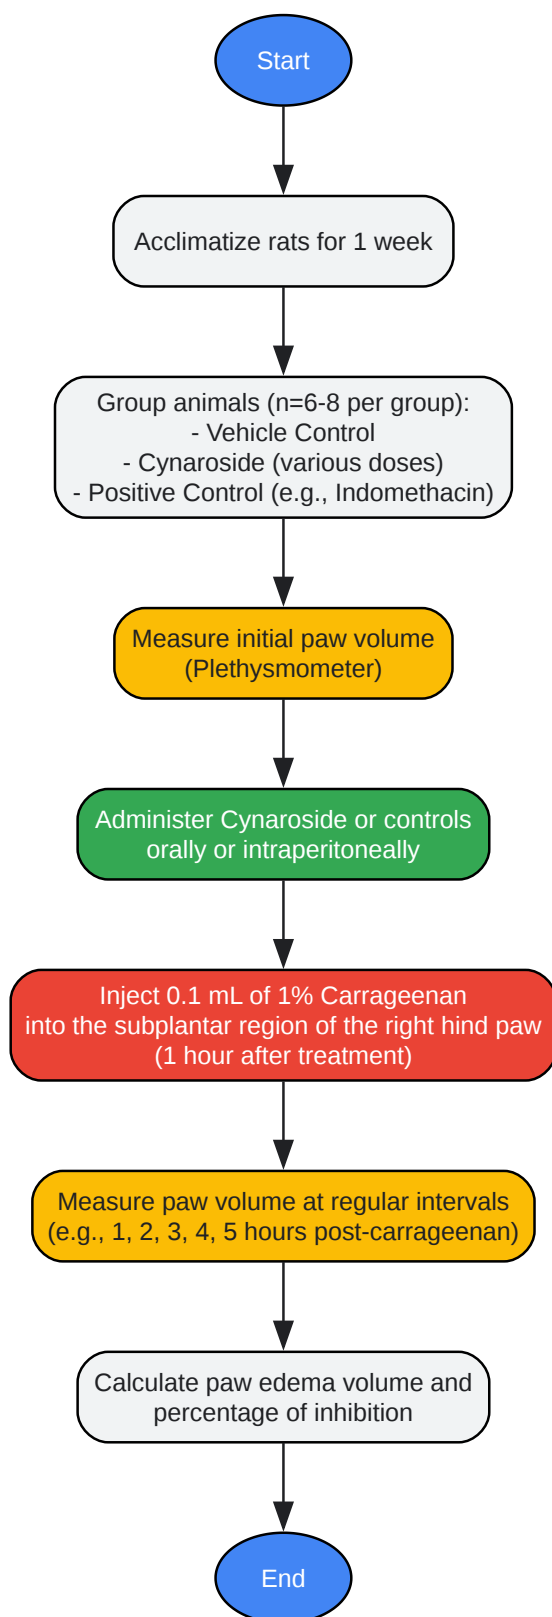 Start
Acclimatize rats for 1 week
Group animals (n=6-8 per group):
- Vehicle Control
- Cynaroside (various doses)
- Positive Control (e.g., Indomethacin)
Measure initial paw volume
(Plethysmometer)
Administer Cynaroside or controls
orally or intraperitoneally
Inject 0.1 mL of 1% Carrageenan
into the subplantar region of the right hind paw
(1 hour after treatment)
Measure paw volume at regular intervals
(e.g., 1, 2, 3, 4, 5 hours post-carrageenan)
Calculate paw edema volume and
percentage of inhibition
End